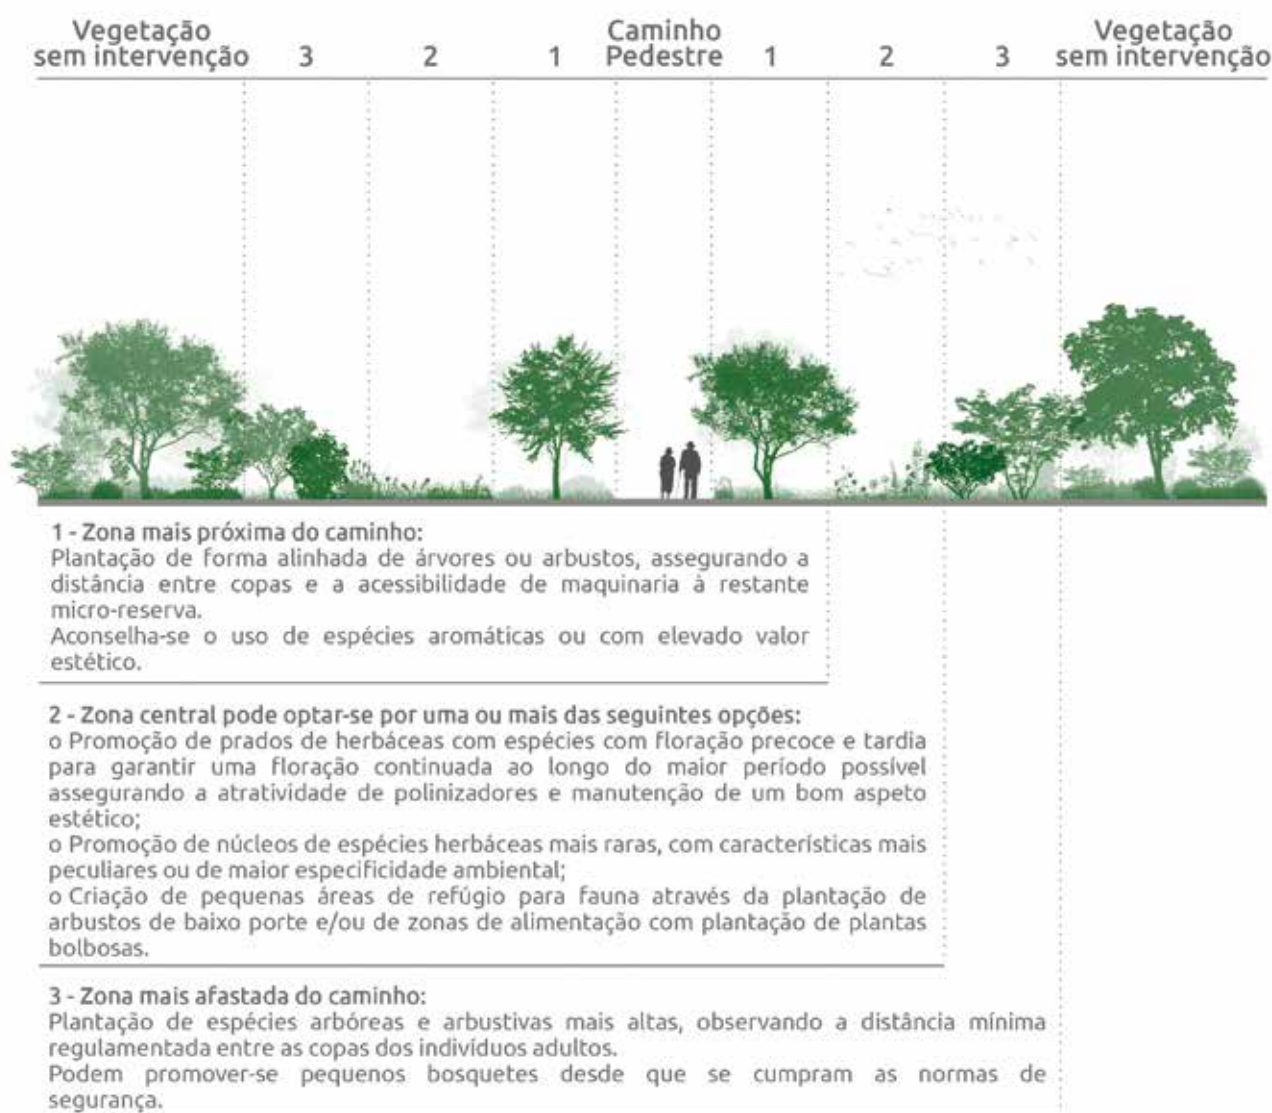 Vegetação
sem intervenção
3
2
1
Caminho
Pedestre
1
2
3
Vegetação
sem intervenção
1 - Zona mais próxima do caminho:
Plantação de forma alinhada de árvores ou arbustos, assegurando a
distância entre copas e a acessibilidade de maquinaria à restante
micro-reserva.
Aconselha-se o uso de espécies aromáticas ou com elevado valor
estético.
2 - Zona central pode optar-se por uma ou mais das seguintes opções:
o Promoção de prados de herbáceas com espécies com floração precoce e tardia
para garantir uma floração continuada ao longo do maior período possível
assegurando a atratividade de polinizadores e manutenção de um bom aspeto
estético;
o Promoção de núcleos de espécies herbáceas mais raras, com características mais
peculiares ou de maior especificidade ambiental;
o Criação de pequenas áreas de refúgio para fauna através da plantação de
arbustos de baixo porte e/ou de zonas de alimentação com plantação de plantas
bolbosas.
3 - Zona mais afastada do caminho:
Plantação de espécies arbóreas e arbustivas mais altas, observando a distância mínima
regulamentada entre as copas dos indivíduos adultos.
Podem promover-se pequenos bosquetes desde que se cumpram as normas de
segurança.